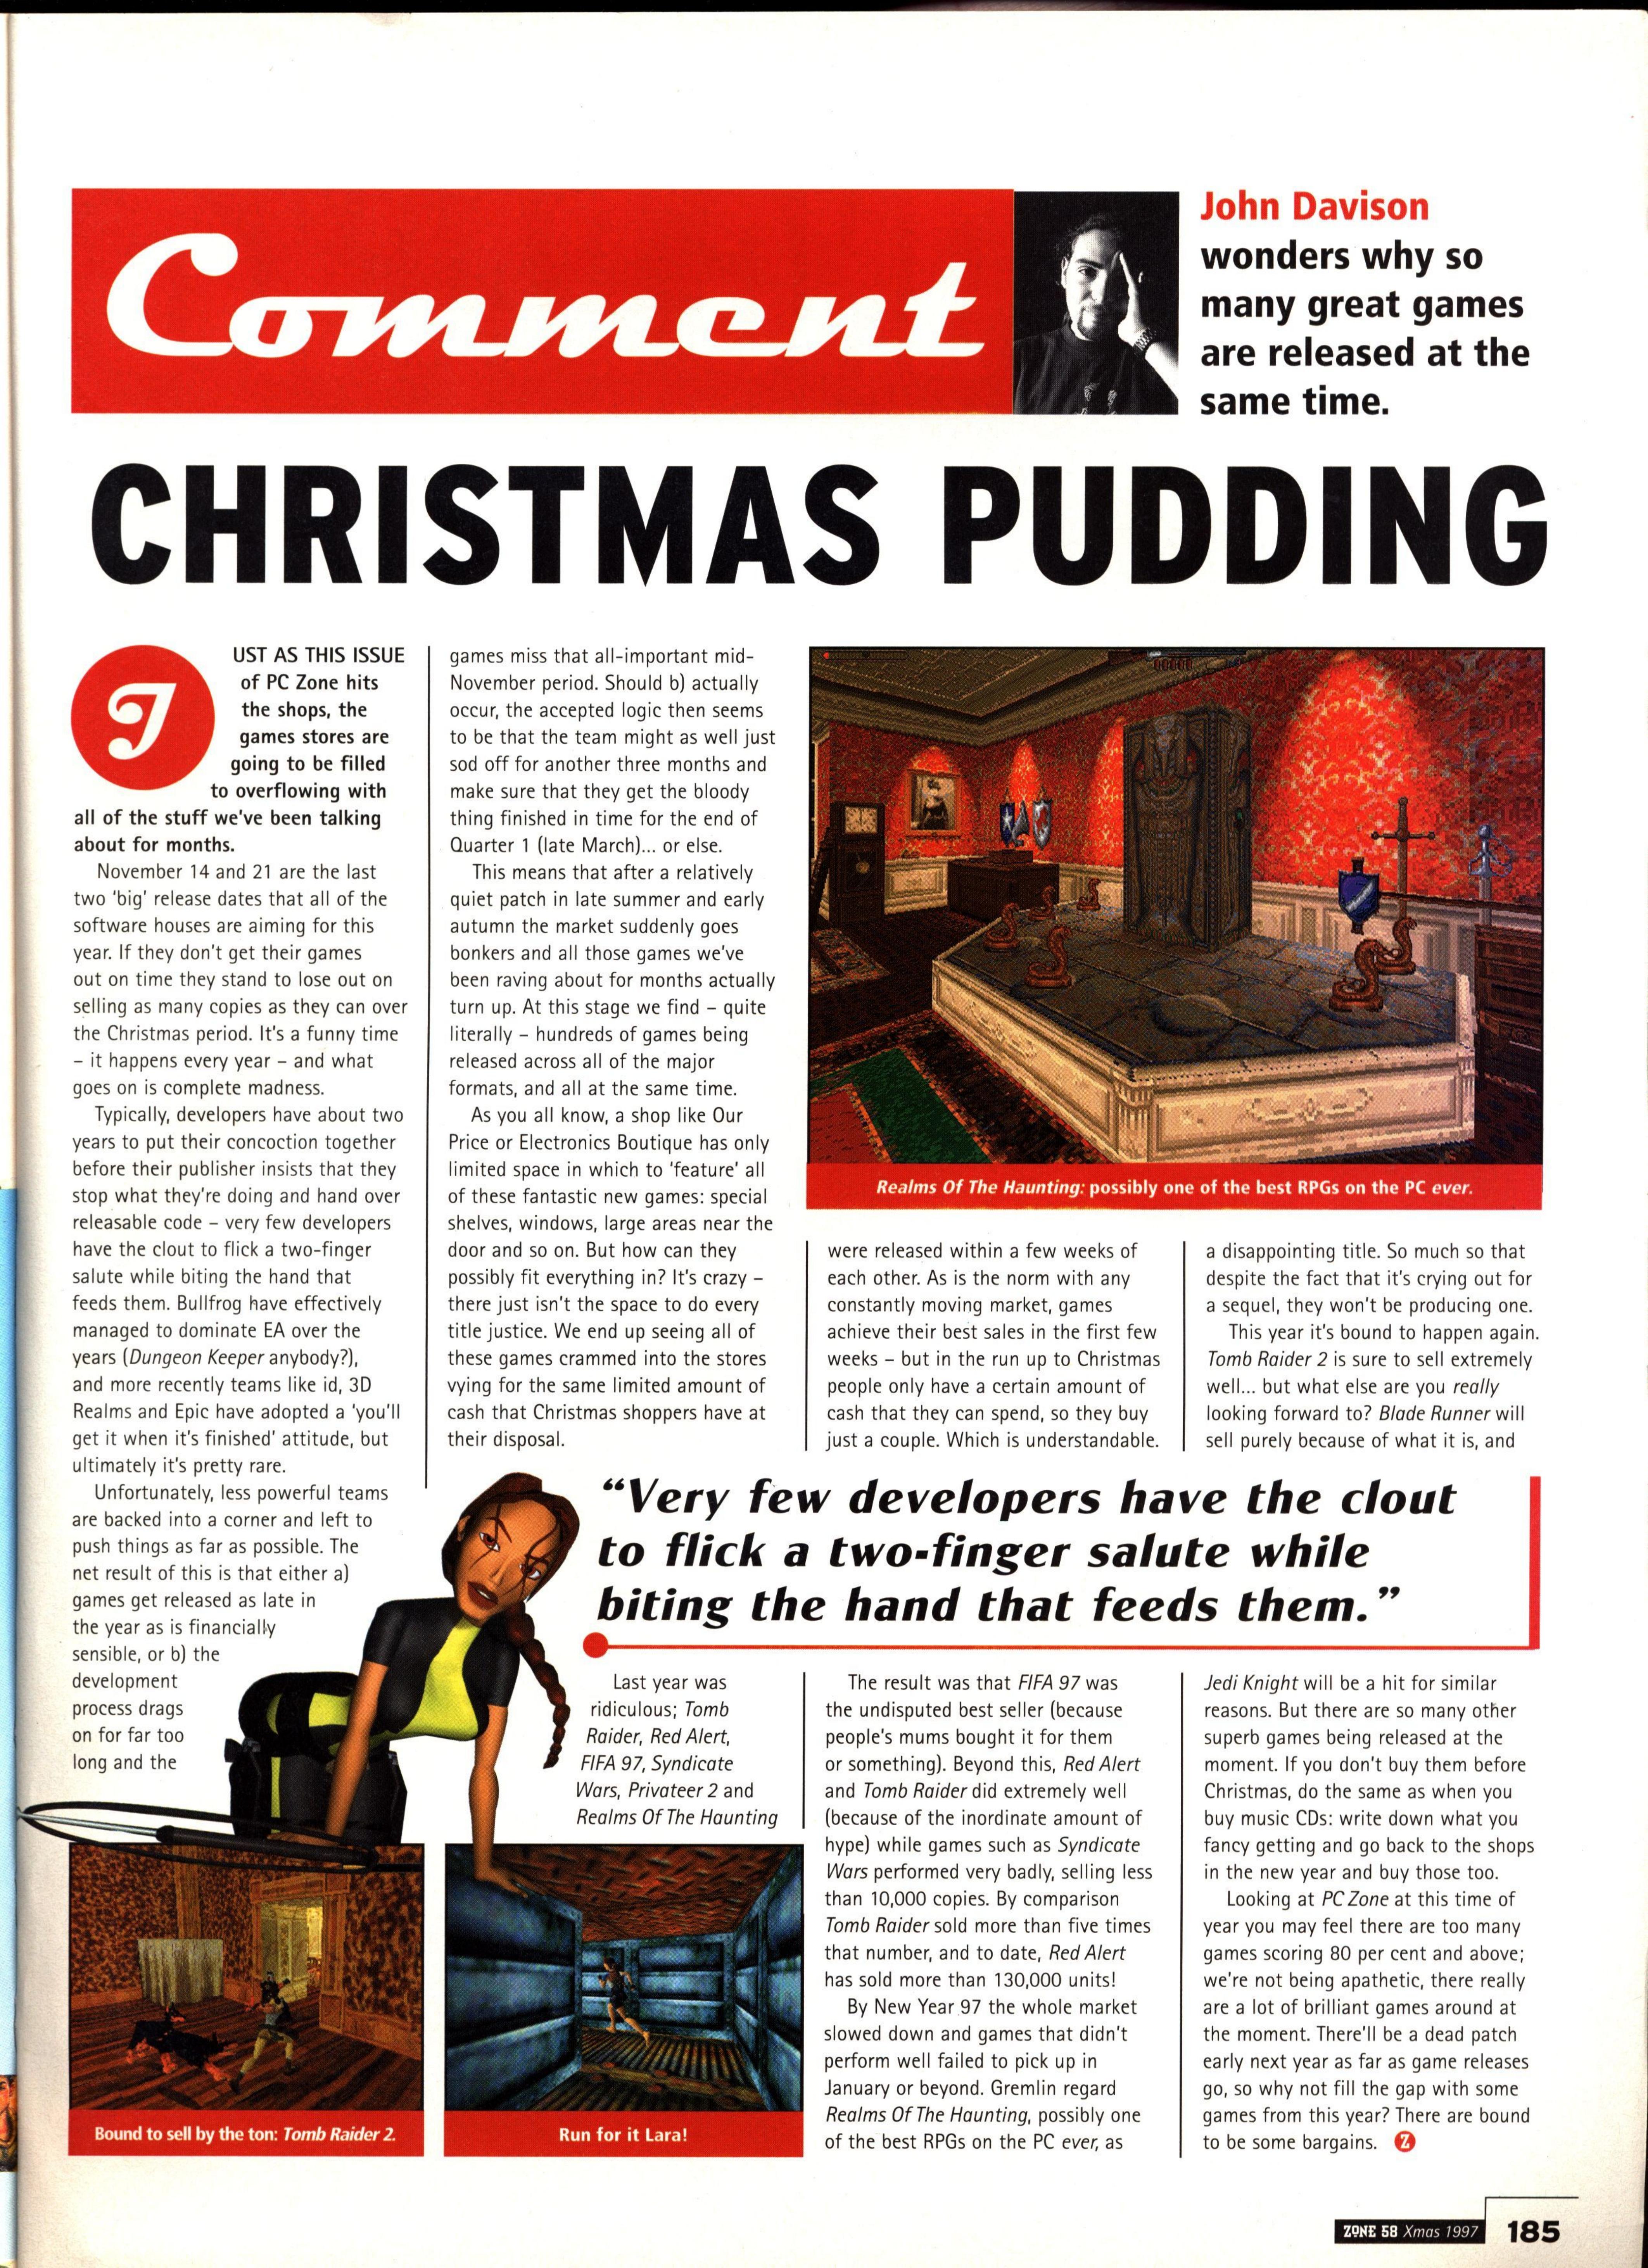 Comment
John Davison
wonders why so
many great games
are released at the
same time.
CHRISTMAS PUDDING
JUST AS THIS ISSUE
of PC Zone hits
the shops, the
games stores are
going to be filled
to overflowing with
all of the stuff we've been talking
about for months.
November 14 and 21 are the last
two 'big' release dates that all of the
software houses are aiming for this
year. If they don't get their games
out on time they stand to lose out on
selling as many copies as they can over
the Christmas period. It's a funny time
– it happens every year – and what
goes on is complete madness.
Typically, developers have about two
years to put their concoction together
before their publisher insists that they
stop what they're doing and hand over
releasable code – very few developers
have the clout to flick a two-finger
salute while biting the hand that
feeds them. Bullfrog have effectively
managed to dominate EA over the
years (Dungeon Keeper anybody?),
and more recently teams like id, 3D
Realms and Epic have adopted a 'you'll
get it when it's finished' attitude, but
ultimately it's pretty rare.
Unfortunately, less powerful teams
are backed into a corner and left to
push things as far as possible. The
net result of this is that either a)
games get released as late in
the year as is financially
sensible, or b) the
development
process drags
on for far too
long and the
games miss that all-important mid-
November period. Should b) actually
occur, the accepted logic then seems
to be that the team might as well just
sod off for another three months and
make sure that they get the bloody
thing finished in time for the end of
Quarter 1 (late March)... or else.
This means that after a relatively
quiet patch in late summer and early
autumn the market suddenly goes
bonkers and all those games we've
been raving about for months actually
turn up. At this stage we find – quite
literally – hundreds of games being
released across all of the major
formats, and all at the same time.
As you all know, a shop like Our
Price or Electronics Boutique has only
limited space in which to 'feature' all
of these fantastic new games: special
shelves, windows, large areas near the
door and so on. But how can they
possibly fit everything in? It's crazy –
there just isn't the space to do every
title justice. We end up seeing all of
these games crammed into the stores
vying for the same limited amount of
cash that Christmas shoppers have at
their disposal.
Realms Of The Haunting: possibly one of the best RPGs on the PC ever.
"Very few developers have the clout
to flick a two-finger salute while
biting the hand that feeds them."
Last year was
ridiculous; Tomb
Raider, Red Alert,
FIFA 97, Syndicate
Wars, Privateer 2 and
Realms Of The Haunting
were released within a few weeks of
each other. As is the norm with any
constantly moving market, games
achieve their best sales in the first few
weeks – but in the run up to Christmas
people only have a certain amount of
cash that they can spend, so they buy
just a couple. Which is understandable.
The result was that FIFA 97 was
the undisputed best seller (because
people's mums bought it for them
or something). Beyond this, Red Alert
and Tomb Raider did extremely well
(because of the inordinate amount of
hype) while games such as Syndicate
Wars performed very badly, selling less
than 10,000 copies. By comparison
Tomb Raider sold more than five times
that number, and to date, Red Alert
has sold more than 130,000 units!
By New Year 97 the whole market
slowed down and games that didn't
perform well failed to pick up in
January or beyond. Gremlin regard
Realms Of The Haunting, possibly one
of the best RPGs on the PC ever, as
a disappointing title. So much so that
despite the fact that it's crying out for
a sequel, they won't be producing one.
This year it's bound to happen again.
Tomb Raider 2 is sure to sell extremely
well... but what else are you really
looking forward to? Blade Runner will
sell purely because of what it is, and
Jedi Knight will be a hit for similar
reasons. But there are so many other
superb games being released at the
moment. If you don't buy them before
Christmas, do the same as when you
buy music CDs: write down what you
fancy getting and go back to the shops
in the new year and buy those too.
Looking at PC Zone at this time of
year you may feel there are too many
games scoring 80 per cent and above;
we're not being apathetic, there really
are a lot of brilliant games around at
the moment. There'll be a dead patch
early next year as far as game releases
go, so why not fill the gap with some
games from this year? There are bound
to be some bargains. Z
Bound to sell by the ton: Tomb Raider 2.
Run for it Lara!
ZONE 58 Xmas 1997 185